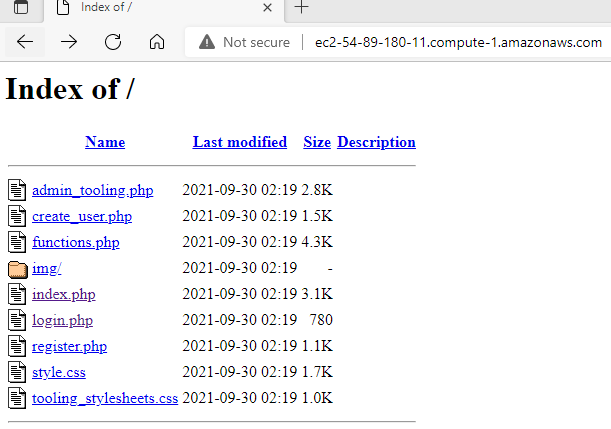 Index of /
Not secure | ec2-54-89-180-11.compute-1.amazonaws.com
Index of /
Name Last modified Size Description
admin_tooling.php 2021-09-30 02:19 2.8K
create_user.php 2021-09-30 02:19 1.5K
functions.php 2021-09-30 02:19 4.3K
img/ 2021-09-30 02:19 -
index.php 2021-09-30 02:19 3.1K
login.php 2021-09-30 02:19 780
register.php 2021-09-30 02:19 1.1K
style.css 2021-09-30 02:19 1.7K
tooling_stylesheets.css 2021-09-30 02:19 1.0K